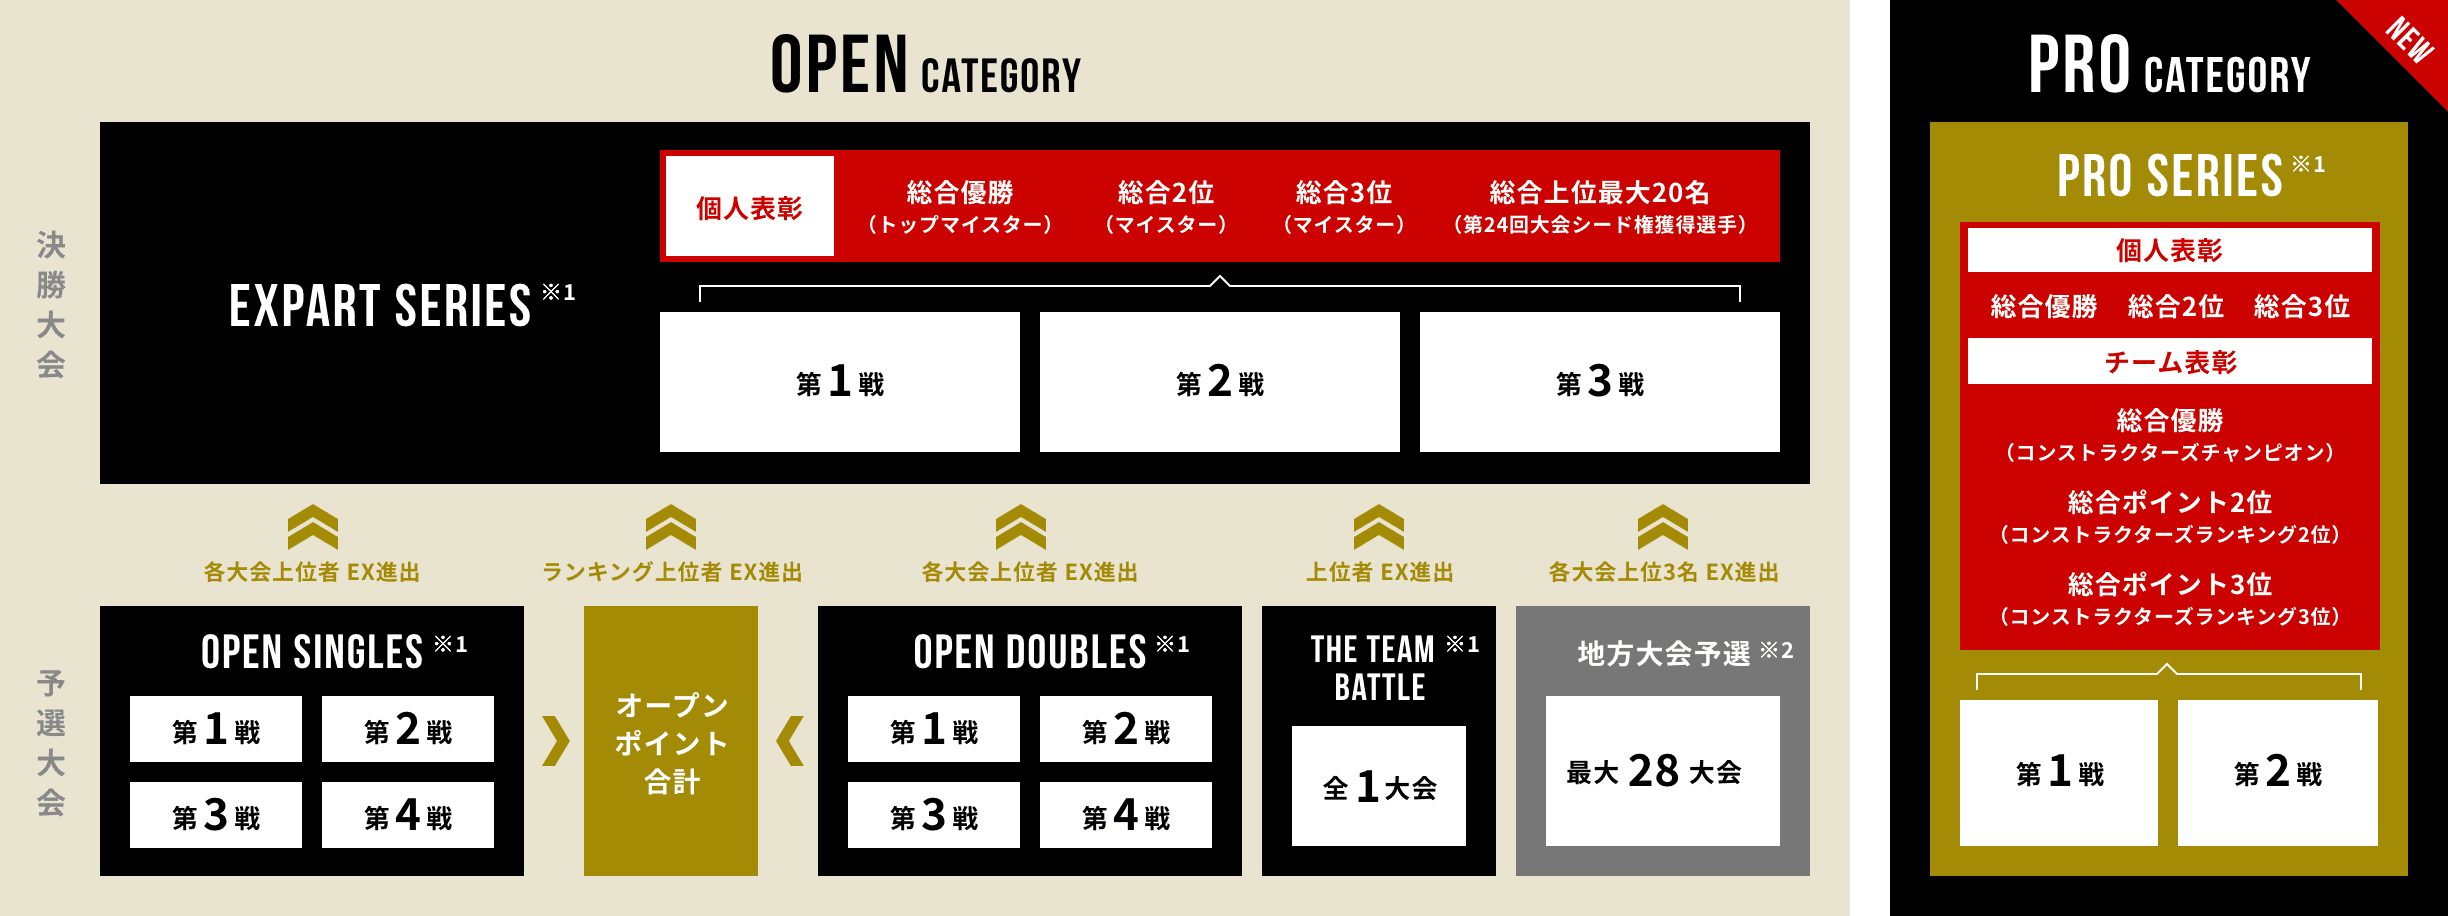 OPEN CATEGORY
決勝大会
EXPART SERIES ※1
個人表彰
総合優勝
（トップマイスター）
総合2位
（マイスター）
総合3位
（マイスター）
総合上位最大20名
（第24回大会シード権獲得選手）
第1戦
第2戦
第3戦
各大会上位者 EX進出
ランキング上位者 EX進出
各大会上位者 EX進出
上位者 EX進出
各大会上位3名 EX進出
予選大会
OPEN SINGLES ※1
第1戦
第2戦
第3戦
第4戦
オープン
ポイント
合計
OPEN DOUBLES ※1
第1戦
第2戦
第3戦
第4戦
THE TEAM ※1
BATTLE
全1大会
地方大会予選 ※2
最大 28 大会
PRO CATEGORY
NEW
PRO SERIES ※1
個人表彰
総合優勝 総合2位 総合3位
チーム表彰
総合優勝
（コンストラクターズチャンピオン）
総合ポイント2位
（コンストラクターズランキング2位）
総合ポイント3位
（コンストラクターズランキング3位）
第1戦
第2戦